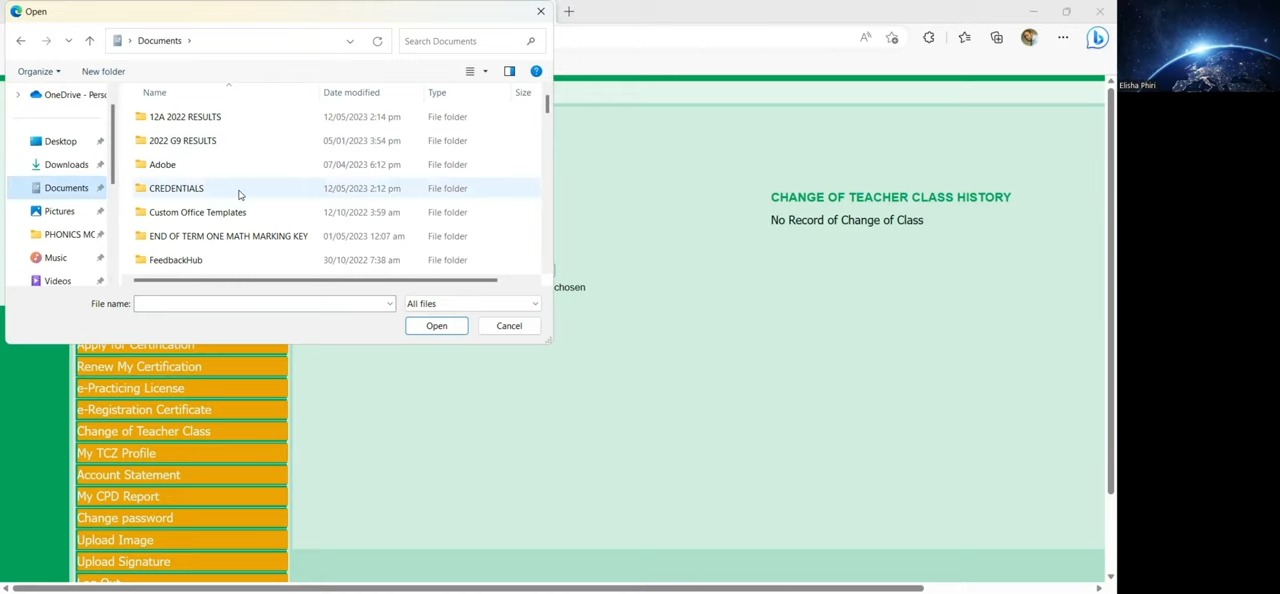 Open
Documents
Search Documents
Organize
New folder
Name
Date modified
Type
Size
OneDrive - Perso
Desktop
Downloads
Documents
Pictures
PHONICS MC
Music
Videos
12A 2022 RESULTS 12/05/2023 2:14 pm File folder
2022 G9 RESULTS 05/01/2023 3:54 pm File folder
Adobe 07/04/2023 6:12 pm File folder
CREDENTIALS 12/05/2023 2:12 pm File folder
Custom Office Templates 12/10/2022 3:59 am File folder
END OF TERM ONE MATH MARKING KEY 01/05/2023 12:07 am File folder
FeedbackHub 30/10/2022 7:38 am File folder
File name:
All files
Open
Cancel
chosen
CHANGE OF TEACHER CLASS HISTORY
No Record of Change of Class
Apply for Certification
Renew My Certification
e-Practicing License
e-Registration Certificate
Change of Teacher Class
My TCZ Profile
Account Statement
My CPD Report
Change password
Upload Image
Upload Signature
Log Out
Elisha Phiri